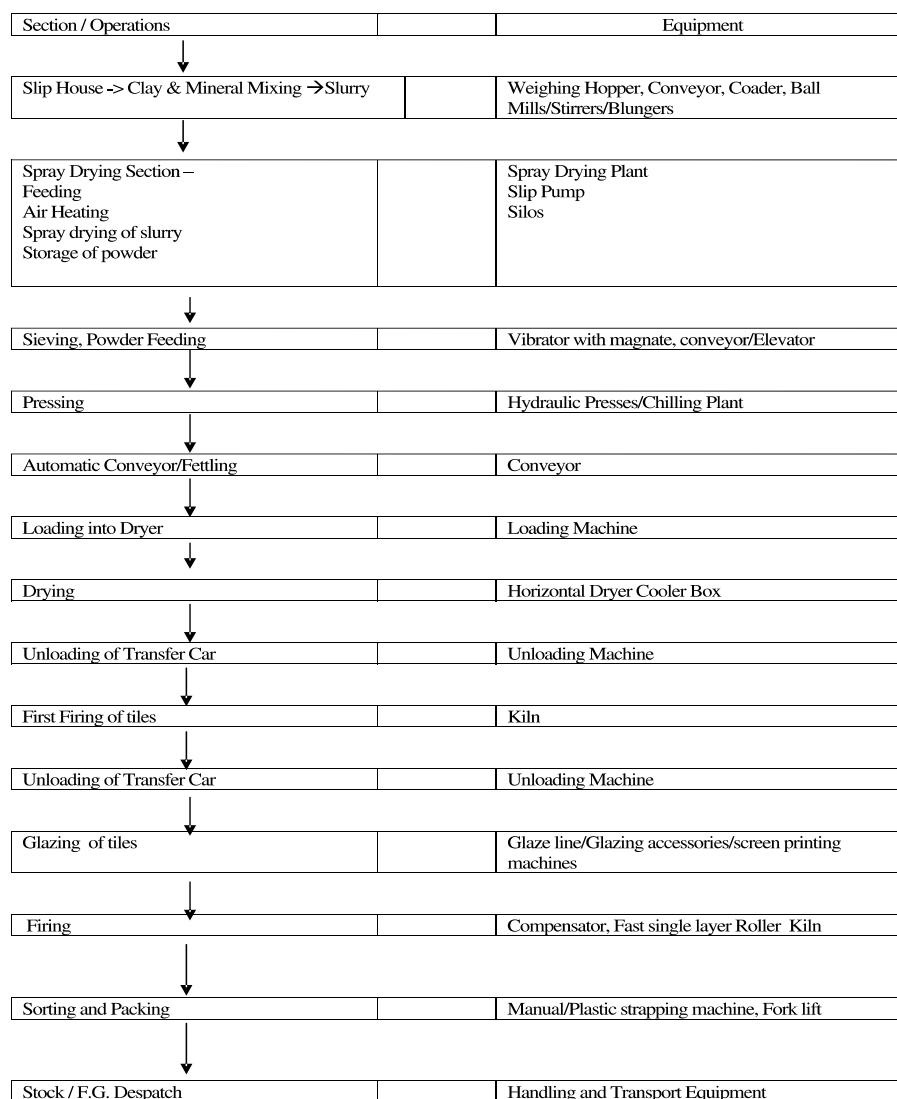 Section / Operations
Equipment
Slip House -> Clay & Mineral Mixing →Slurry
Weighing Hopper, Conveyor, Coader, Ball
Mills/Stirrers/Blungers
Spray Drying Section –
Feeding
Air Heating
Spray drying of slurry
Storage of powder
Spray Drying Plant
Slip Pump
Silos
Sieving, Powder Feeding
Vibrator with magnate, conveyor/Elevator
Pressing
Hydraulic Presses/Chilling Plant
Automatic Conveyor/Fettling
Conveyor
Loading into Dryer
Loading Machine
Drying
Horizontal Dryer Cooler Box
Unloading of Transfer Car
Unloading Machine
First Firing of tiles
Kiln
Unloading of Transfer Car
Unloading Machine
Glazing of tiles
Glaze line/Glazing accessories/screen printing
machines
Firing
Compensator, Fast single layer Roller Kiln
Sorting and Packing
Manual/Plastic strapping machine, Fork lift
Stock / F.G. Despatch
Handling and Transport Equipment